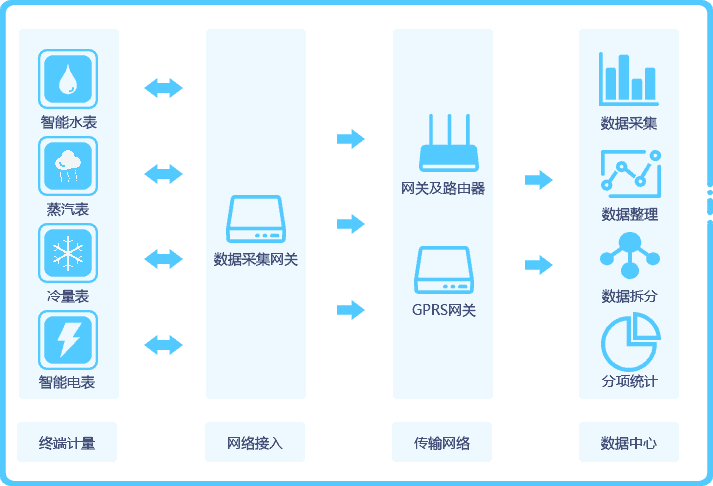 智能水表
蒸汽表
冷量表
智能电表
数据采集网关
网关及路由器
GPRS网关
数据采集
数据整理
数据拆分
分项统计
终端计量
网络接入
传输网络
数据中心